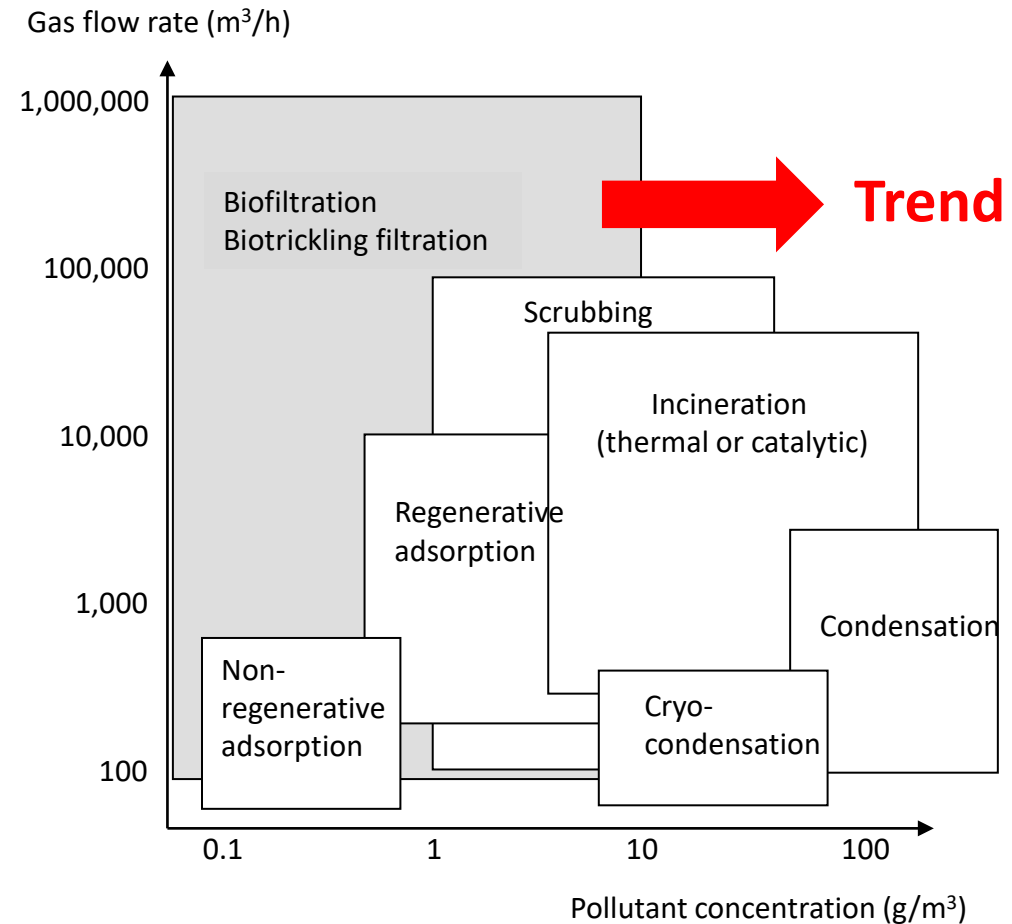 Gas flow rate (m³/h)
1,000,000
Biofiltration
Biotrickling filtration
Trend
100,000
Scrubbing
Incineration
(thermal or catalytic)
10,000
Regenerative
adsorption
1,000
Condensation
Non-
regenerative
adsorption
Cryo-
condensation
100
0.1
1
10
100
Pollutant concentration (g/m³)